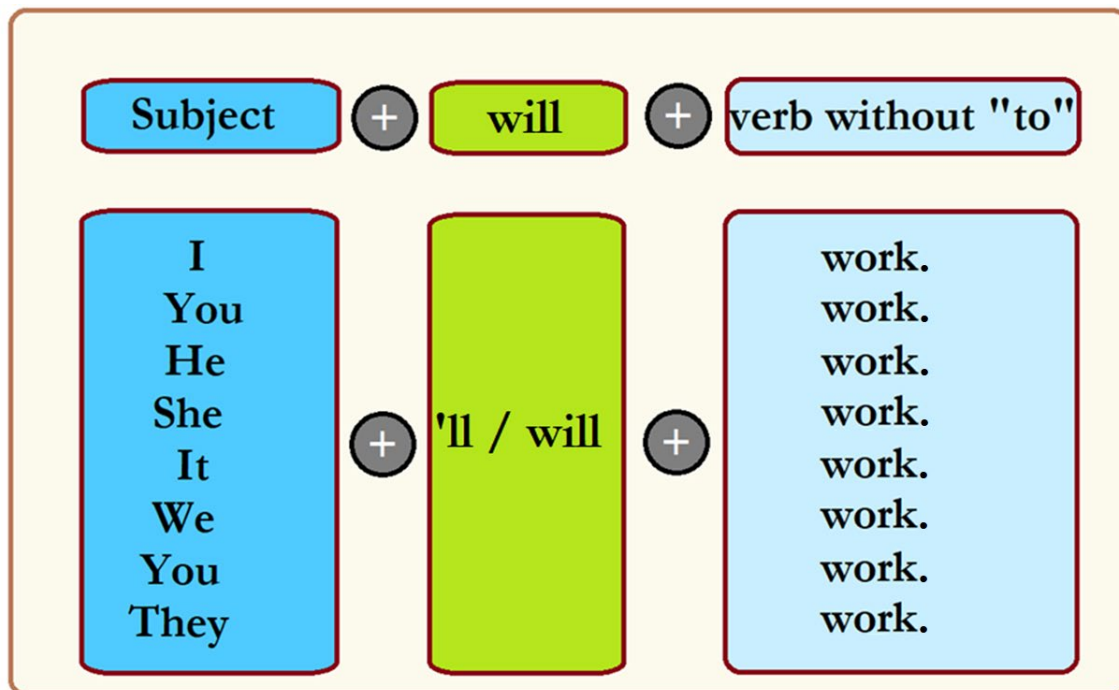 Subject + will + verb without "to"
I work.
You work.
He work.
She work.
+ 'll / will +
It work.
We work.
You work.
They work.